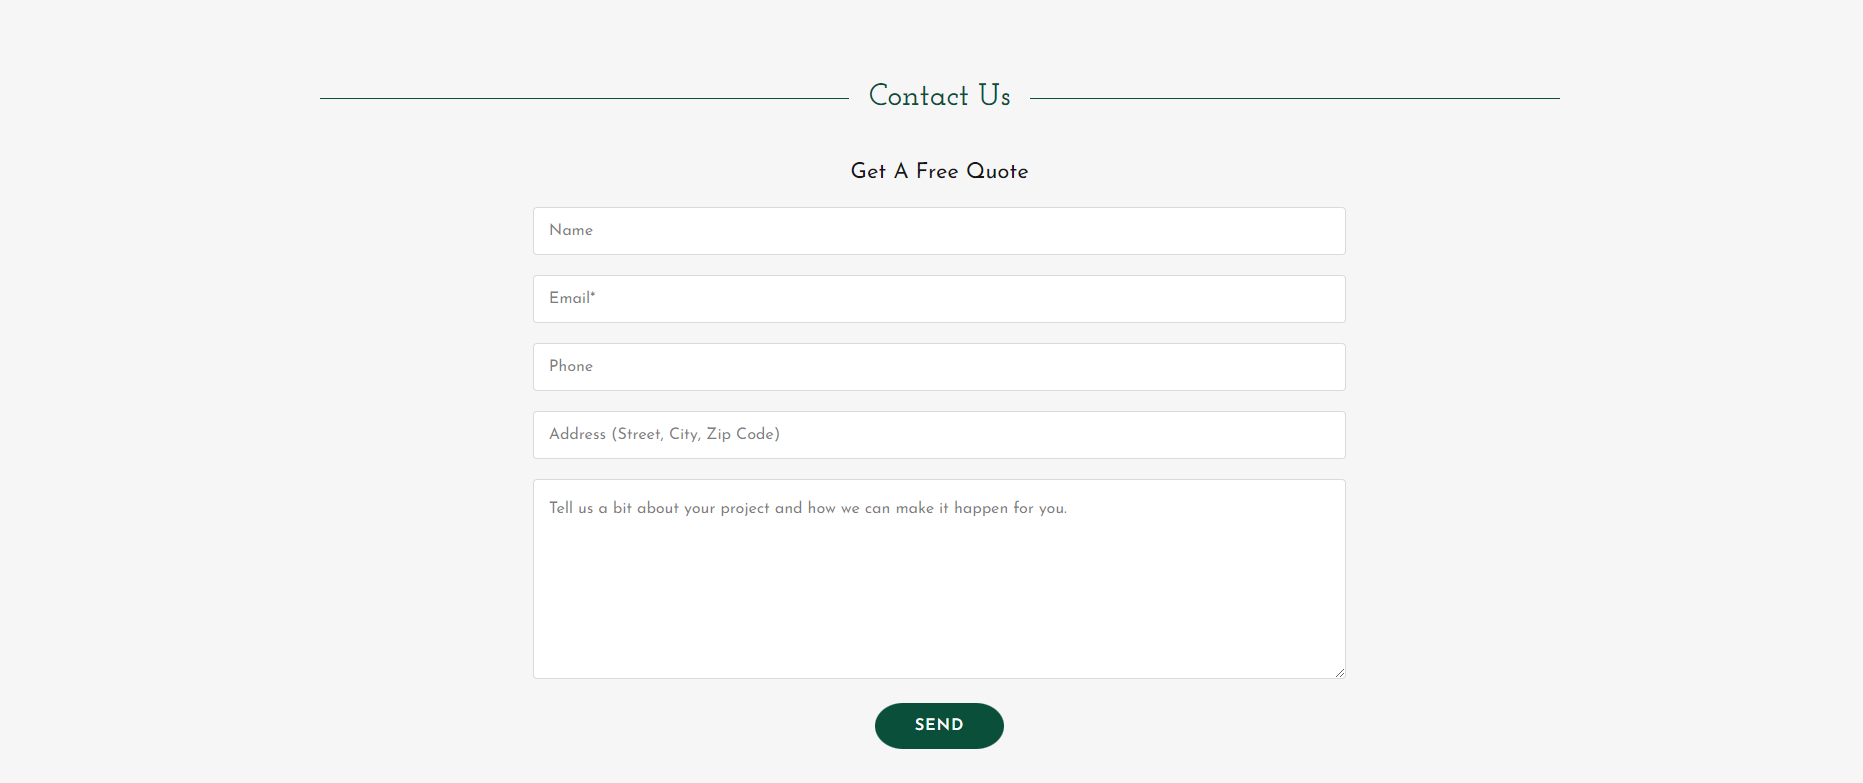 Contact Us
Get A Free Quote
Name
Email*
Phone
Address (Street, City, Zip Code)
Tell us a bit about your project and how we can make it happen for you.
SEND